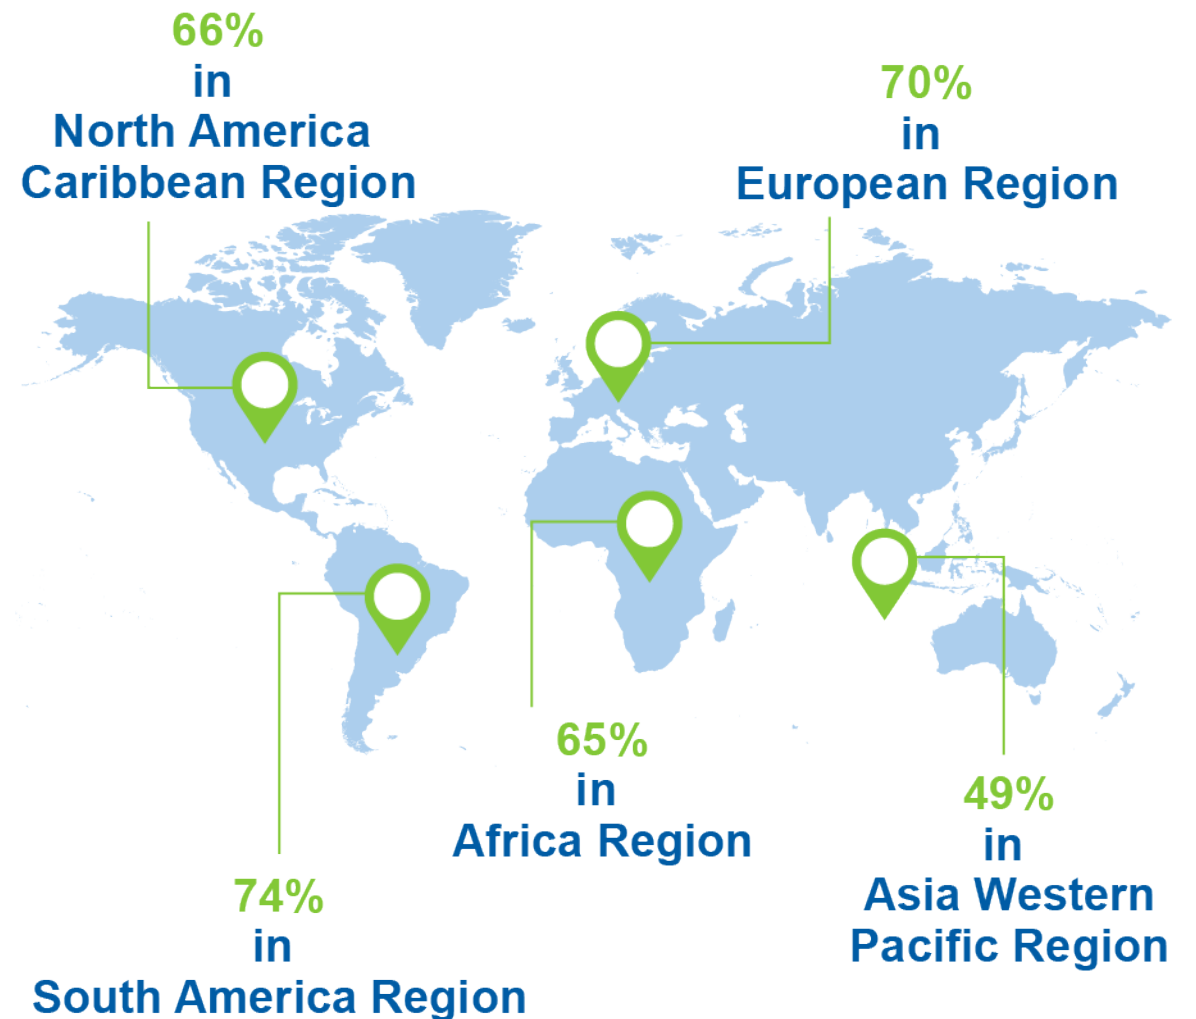 66%
in
North America
Caribbean Region
70%
in
European Region
65%
in
Africa Region
49%
in
Asia Western
Pacific Region
74%
in
South America Region